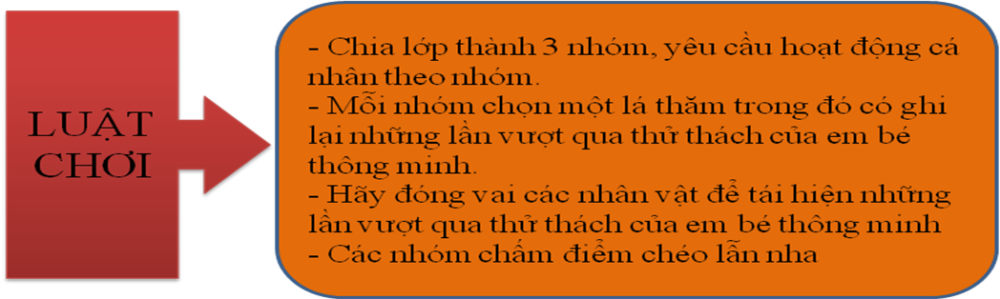 LUẬT
CHƠI
- Chia lớp thành 3 nhóm, yêu cầu hoạt động cá
nhân theo nhóm.
- Mỗi nhóm chọn một lá thăm trong đó có ghi
lại những lần vượt qua thử thách của em bé
thông minh.
- Hãy đóng vai các nhân vật để tái hiện những
lần vượt qua thử thách của em bé thông minh
- Các nhóm chấm điểm chéo lẫn nha